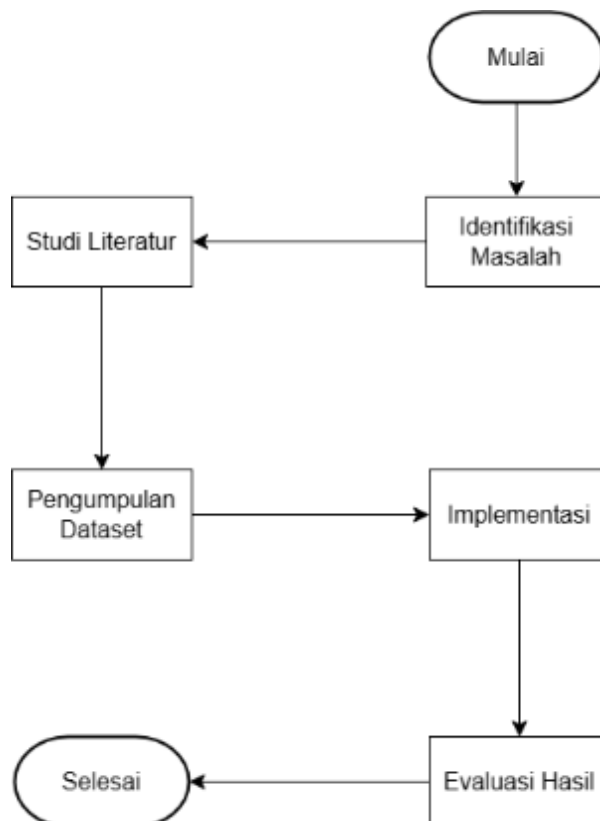 Mulai
Identifikasi
Masalah
Studi Literatur
Pengumpulan
Dataset
Implementasi
Evaluasi Hasil
Selesai